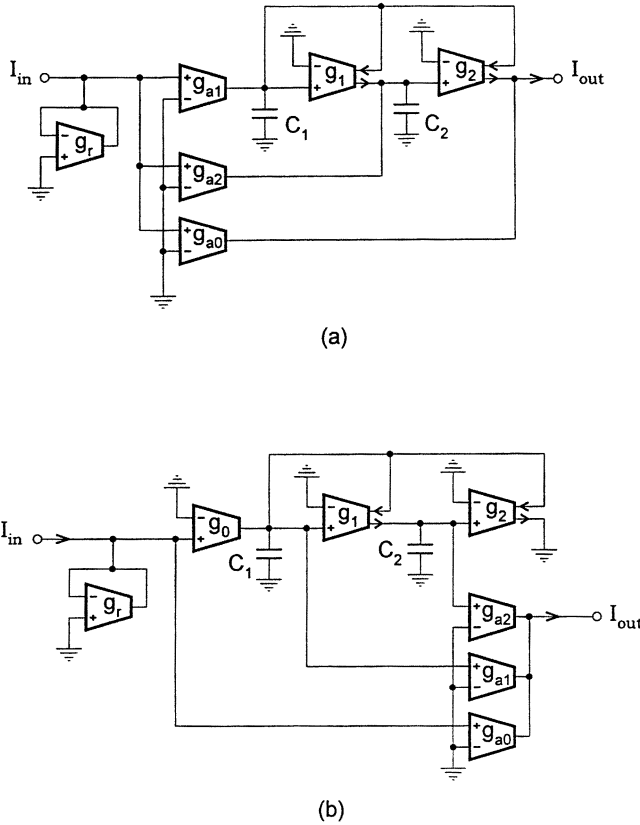 I_in
+
-
g_a1
C_1
-
+
g_1
C_2
-
+
g_2
I_out
-
+
g_r
+
-
g_a2
+
-
g_a0
(a)
I_in
-
+
g_0
C_1
-
+
g_1
C_2
-
+
g_2
-
+
g_r
+
-
g_a2
I_out
+
-
g_a1
+
-
g_a0
(b)